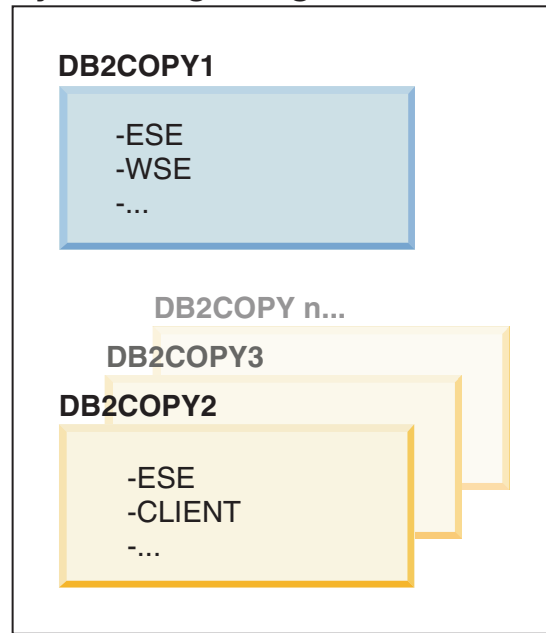 DB2COPY1
-ESE
-WSE
-...
DB2COPY n...
DB2COPY3
DB2COPY2
-ESE
-CLIENT
-...